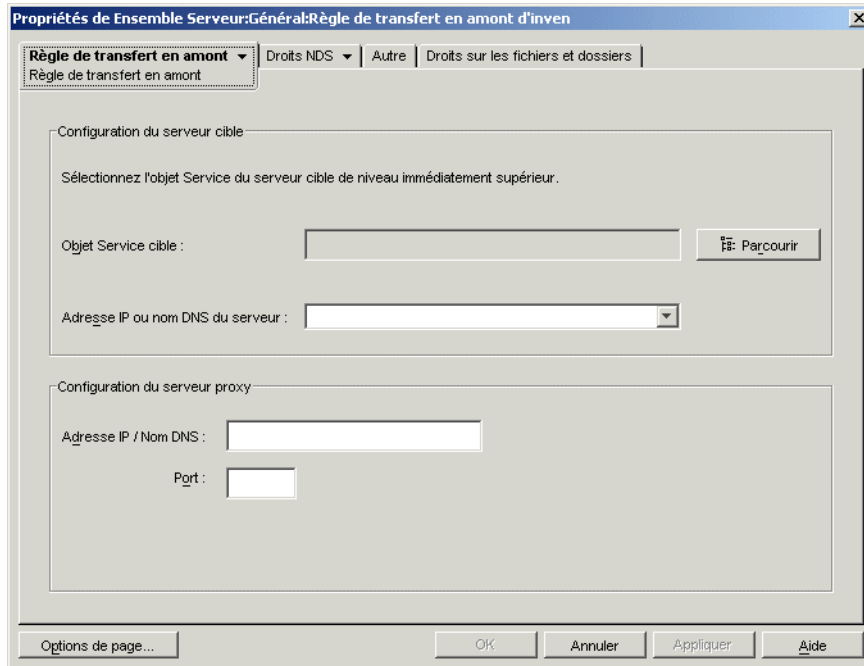 Propriétés de Ensemble Serveur:Général:Règle de transfert en amont d'inven
Règle de transfert en amont
Droits NDS
Autre
Droits sur les fichiers et dossiers
Règle de transfert en amont
Configuration du serveur cible
Sélectionnez l'objet Service du serveur cible de niveau immédiatement supérieur.
Objet Service cible :
Parcourir
Adresse IP ou nom DNS du serveur :
Configuration du serveur proxy
Adresse IP / Nom DNS :
Port :
Options de page...
OK
Annuler
Appliquer
Aide